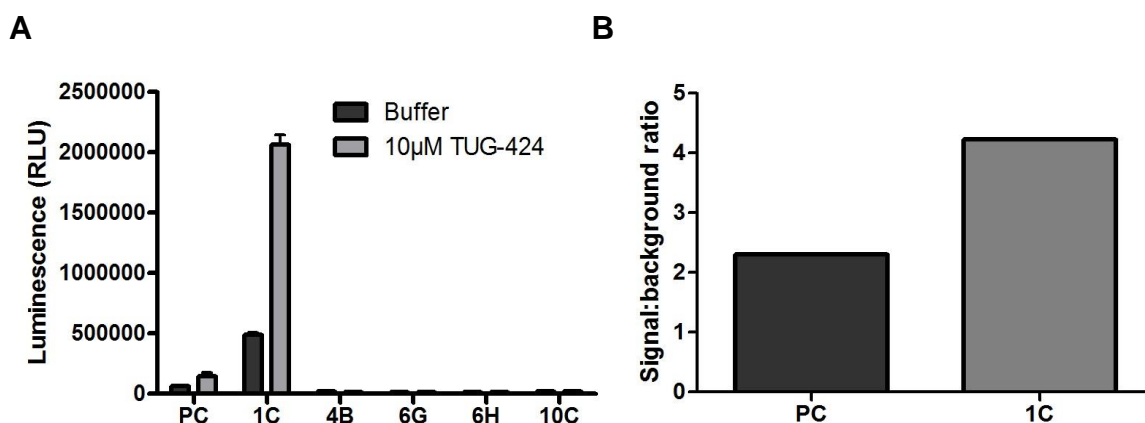 A
B
Luminescence (RLU)
2500000
2000000
1500000
1000000
500000
0
Buffer
10µM TUG-424
PC 1C 4B 6G 6H 10C
Signal:background ratio
5
4
3
2
1
0
PC 1C